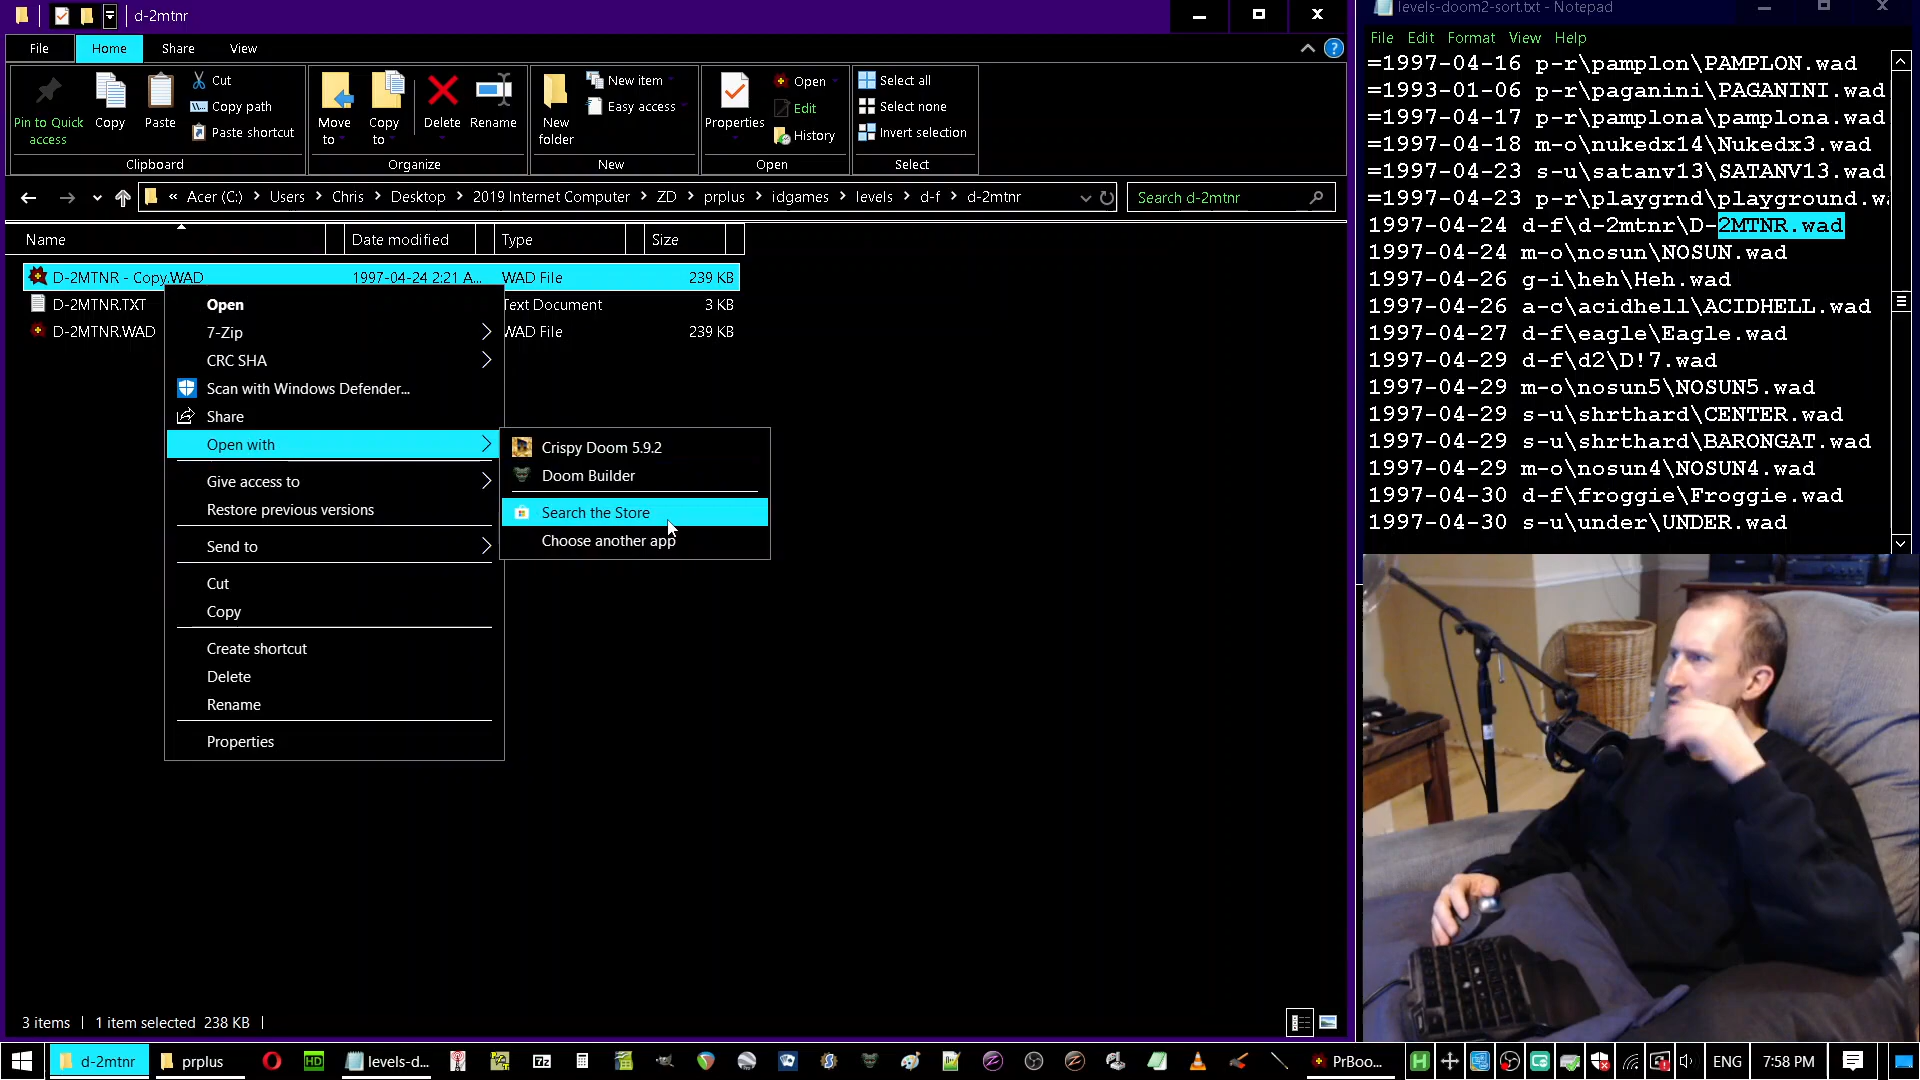 d-2mtnr
File Home Share View
Pin to Quick access
Copy
Paste
Cut
Copy path
Paste shortcut
Clipboard
Move to
Copy to
Delete
Rename
Organize
New folder
New item
Easy access
New
Properties
Open
Edit
History
Open
Select all
Select none
Invert selection
Select
« Acer (C:) > Users > Chris > Desktop > 2019 Internet Computer > ZD > prplus > idgames > levels > d-f > d-2mtnr
Search d-2mtnr
Name Date modified Type Size
D-2MTNR - Copy.WAD 1997-04-24 2:21 A... WAD File 239 KB
D-2MTNR.TXT Text Document 3 KB
D-2MTNR.WAD WAD File 239 KB
Open
7-Zip
CRC SHA
Scan with Windows Defender...
Share
Open with
Give access to
Restore previous versions
Send to
Cut
Copy
Create shortcut
Delete
Rename
Properties
Crispy Doom 5.9.2
Doom Builder
Search the Store
Choose another app
3 items 1 item selected 238 KB
levels-doom2-sort.txt - Notepad
File Edit Format View Help
=1997-04-16 p-r\pamplon\PAMPLON.wad
=1993-01-06 p-r\paganini\PAGANINI.wad
=1997-04-17 p-r\pamplona\pamplona.wad
=1997-04-18 m-o\nukedx14\Nukedx3.wad
=1997-04-23 s-u\satanv13\SATANV13.wad
=1997-04-23 p-r\playgrnd\playground.wa
1997-04-24 d-f\d-2mtnr\D-2MTNR.wad
1997-04-24 m-o\nosun\NOSUN.wad
1997-04-26 g-i\heh\Heh.wad
1997-04-26 a-c\acidhell\ACIDHELL.wad
1997-04-27 d-f\eagle\Eagle.wad
1997-04-29 d-f\d2\D!7.wad
1997-04-29 m-o\nosun5\NOSUN5.wad
1997-04-29 s-u\shrthard\CENTER.wad
1997-04-29 s-u\shrthard\BARONGAT.wad
1997-04-29 m-o\nosun4\NOSUN4.wad
1997-04-30 d-f\froggie\Froggie.wad
1997-04-30 s-u\under\UNDER.wad
d-2mtnr prplus HD levels-d... 7z PrBoo... H ENG 7:58 PM